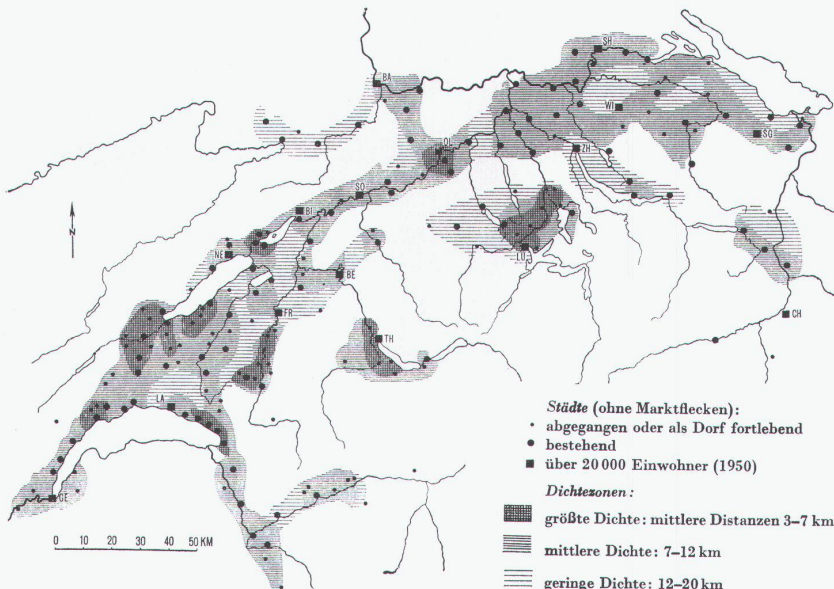 SH
BA
WI
SG
OL
ZH
SO
BI
NE
LU
BE
FR
CH
TH
LA
GE
N
0 10 20 30 40 50 KM
Städte (ohne Marktflecken):
abgegangen oder als Dorf fortlebend
bestehend
über 20000 Einwohner (1950)
Dichtezonen:
größte Dichte: mittlere Distanzen 3–7 km
mittlere Dichte: 7–12 km
geringe Dichte: 12–20 km